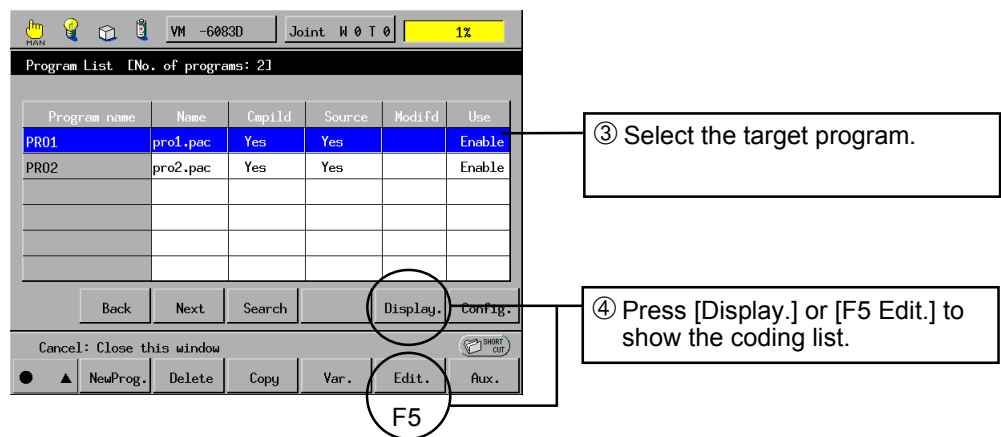 MAN VM -6083D Joint W 0 T 0 1%
Program List [No. of programs: 2]
Program name Name Cmpild Source Modifd Use
PRO1 pro1.pac Yes Yes Enable
PRO2 pro2.pac Yes Yes Enable
③ Select the target program.
Back Next Search Display. Config.
④ Press [Display.] or [F5 Edit.] to
show the coding list.
Cancel: Close this window SHORT CUT
NewProg. Delete Copy Var. Edit. Aux.
F5